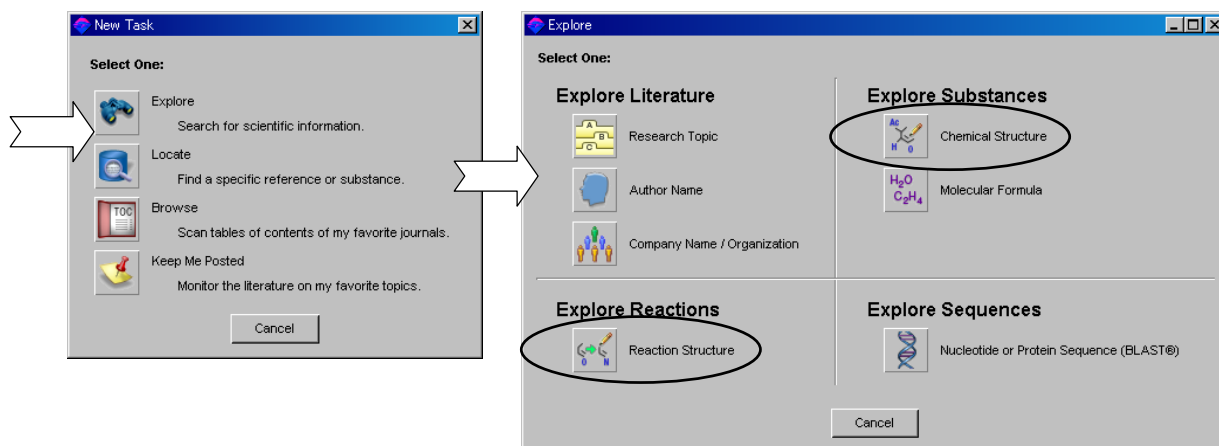 New Task
Select One:
Explore
Search for scientific information.
Locate
Find a specific reference or substance.
TOC
Browse
Scan tables of contents of my favorite journals.
Keep Me Posted
Monitor the literature on my favorite topics.
Cancel
Explore
Select One:
Explore Literature
A
B
C
Research Topic
Author Name
Company Name / Organization
Explore Substances
Ac
H O
Chemical Structure
H₂O
C₂H₄
Molecular Formula
Explore Reactions
O N
Reaction Structure
Explore Sequences
Nucleotide or Protein Sequence (BLAST®)
Cancel